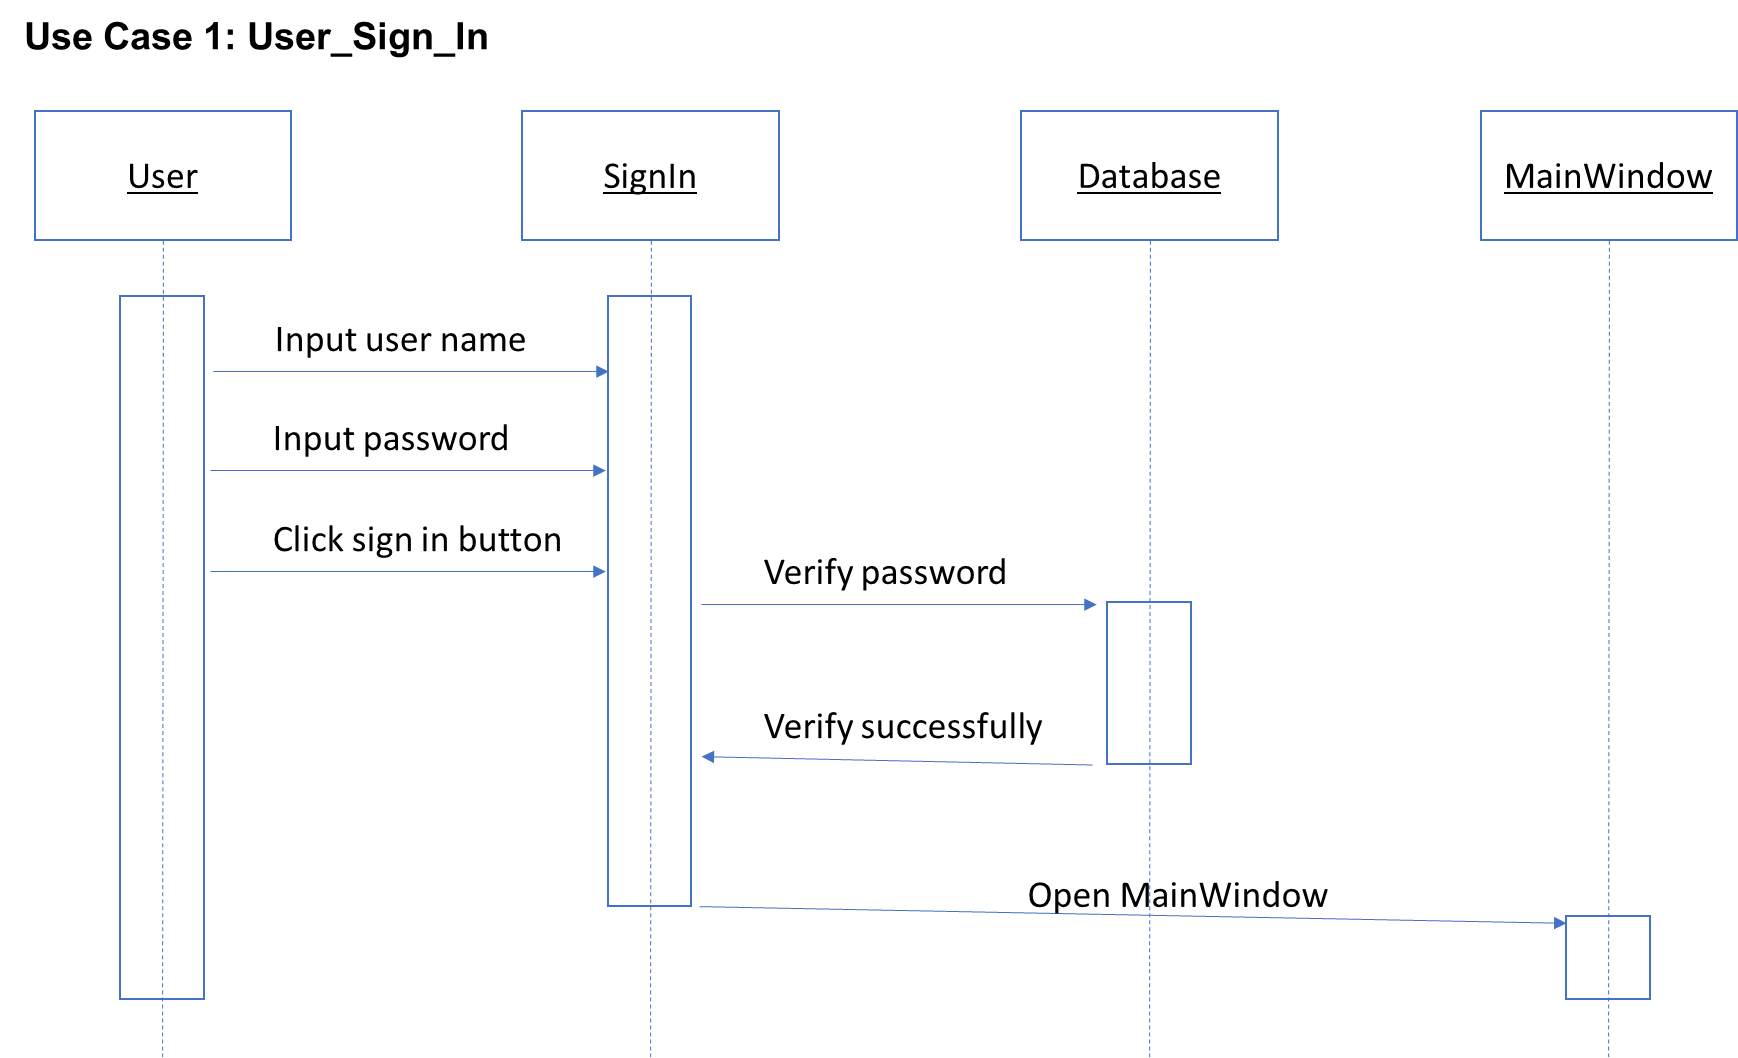 Use Case 1: User_Sign_In
User
SignIn
Database
MainWindow
Input user name
Input password
Click sign in button
Verify password
Verify successfully
Open MainWindow